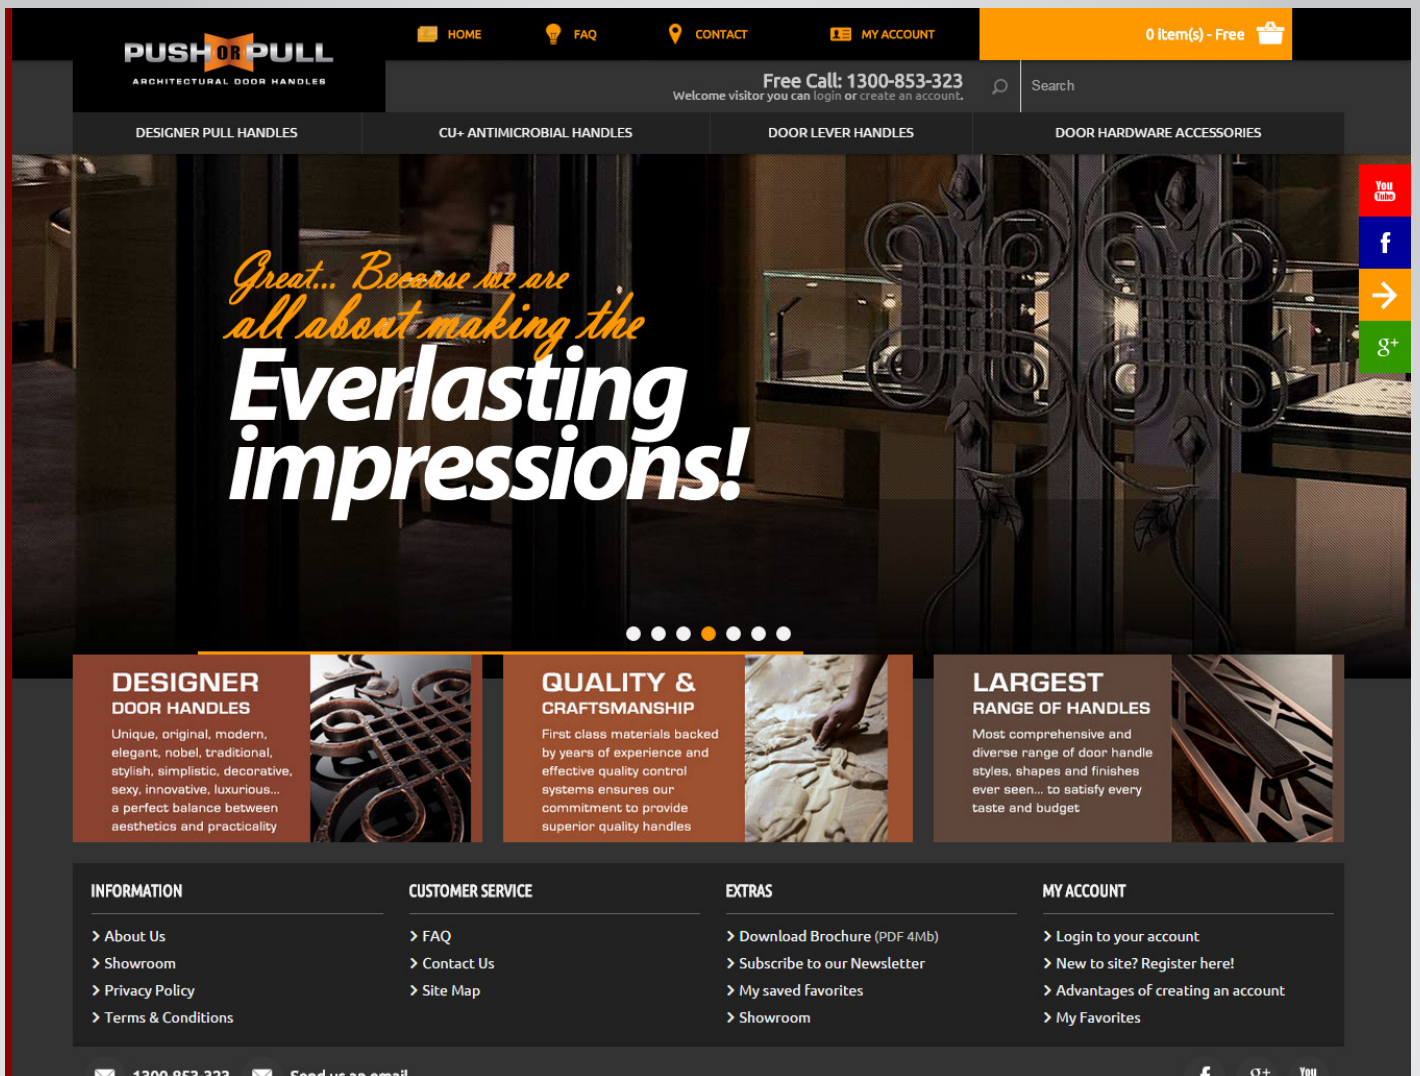 HOME
FAQ
CONTACT
MY ACCOUNT
0 item(s) - Free
PUSH OR PULL
ARCHITECTURAL DOOR HANDLES
Free Call: 1300-853-323
Welcome visitor you can login or create an account.
Search
DESIGNER PULL HANDLES
CU+ ANTIMICROBIAL HANDLES
DOOR LEVER HANDLES
DOOR HARDWARE ACCESSORIES
You
Tube
f
g+
Great... Because we are
all about making the
Everlasting
impressions!
DESIGNER
DOOR HANDLES
Unique, original, modern,
elegant, nobel, traditional,
stylish, simplistic, decorative,
sexy, innovative, luxurious...
a perfect balance between
aesthetics and practicality
QUALITY &
CRAFTSMANSHIP
First class materials backed
by years of experience and
effective quality control
systems ensures our
commitment to provide
superior quality handles
LARGEST
RANGE OF HANDLES
Most comprehensive and
diverse range of door handle
styles, shapes and finishes
ever seen... to satisfy every
taste and budget
INFORMATION
> About Us
> Showroom
> Privacy Policy
> Terms & Conditions
CUSTOMER SERVICE
> FAQ
> Contact Us
> Site Map
EXTRAS
> Download Brochure (PDF 4Mb)
> Subscribe to our Newsletter
> My saved favorites
> Showroom
MY ACCOUNT
> Login to your account
> New to site? Register here!
> Advantages of creating an account
> My Favorites
1300-853-323
Send us an email
f
g+
You